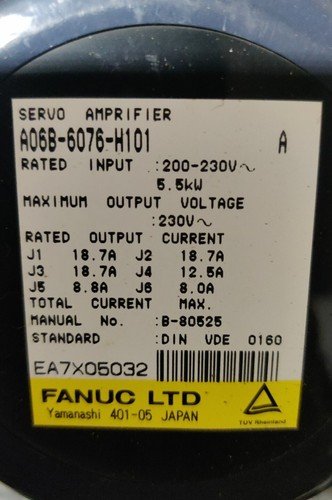 SERVO AMPRIFIER
A06B-6076-H101 A
RATED INPUT :200-230V~
5.5kW
MAXIMUM OUTPUT VOLTAGE
:230V~
RATED OUTPUT CURRENT
J1 18.7A J2 18.7A
J3 18.7A J4 12.5A
J5 8.8A J6 8.0A
TOTAL CURRENT MAX.
MANUAL No. :B-80525
STANDARD :DIN VDE 0160
EA7X05032
FANUC LTD
Yamanashi 401-05 JAPAN
TÜV Rheinland